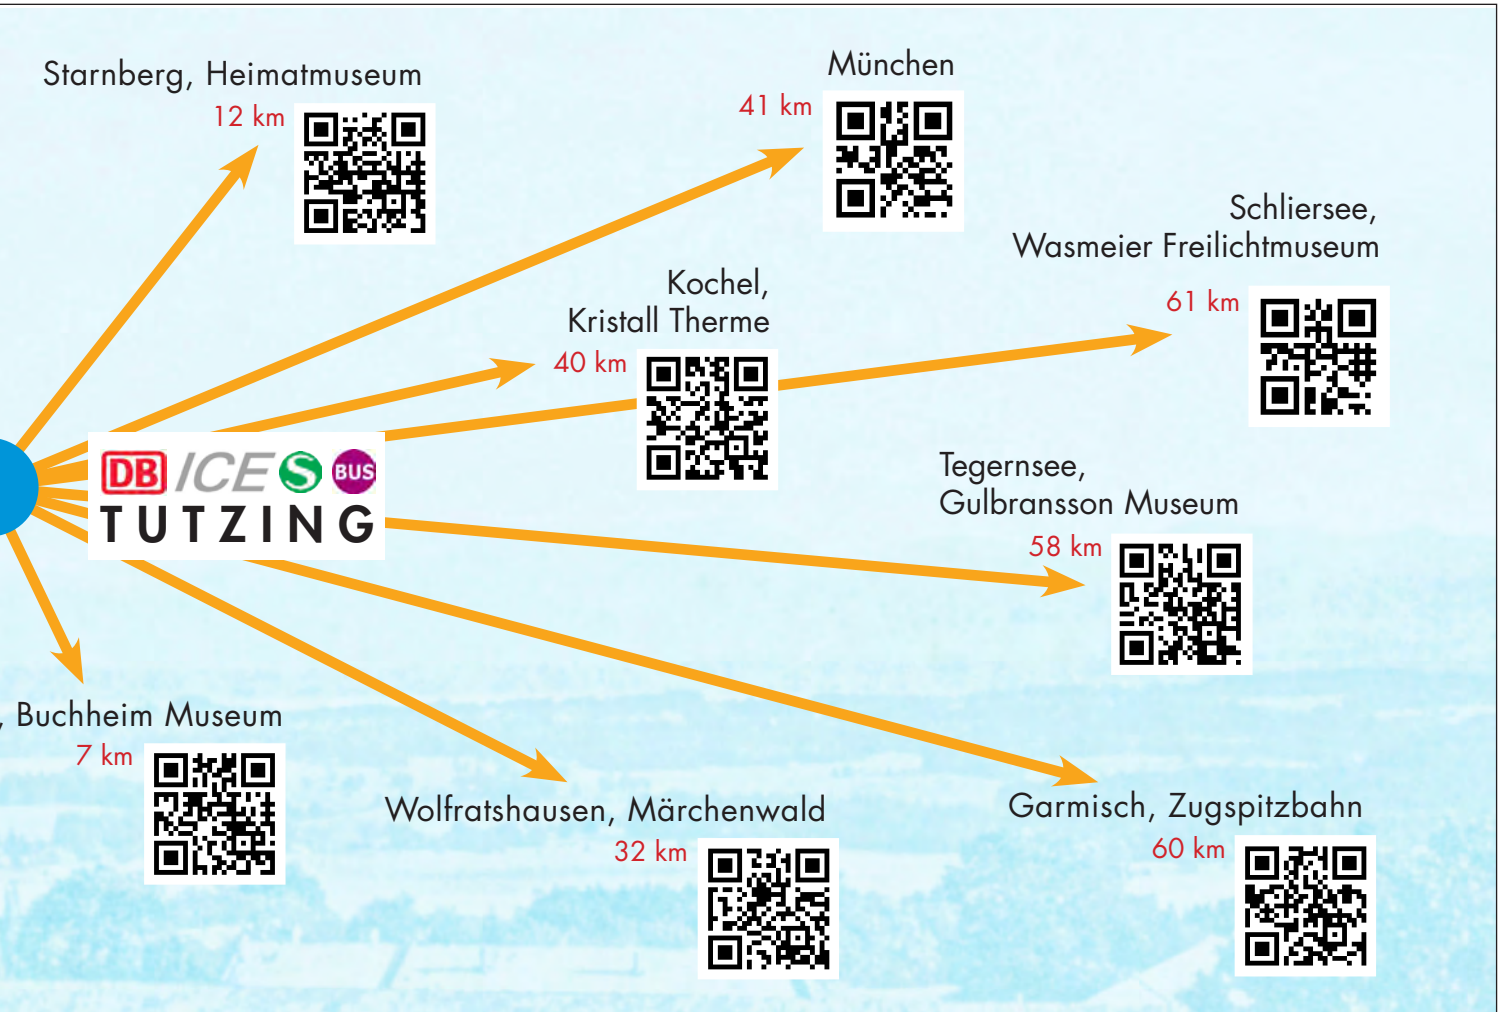 Starnberg, Heimatmuseum
12 km
München
41 km
Schliersee,
Wasmeier Freilichtmuseum
61 km
Kochel,
Kristall Therme
40 km
DB ICE S BUS
TUTZING
Tegernsee,
Gulbransson Museum
58 km
, Buchheim Museum
7 km
Wolfratshausen, Märchenwald
32 km
Garmisch, Zugspitzbahn
60 km